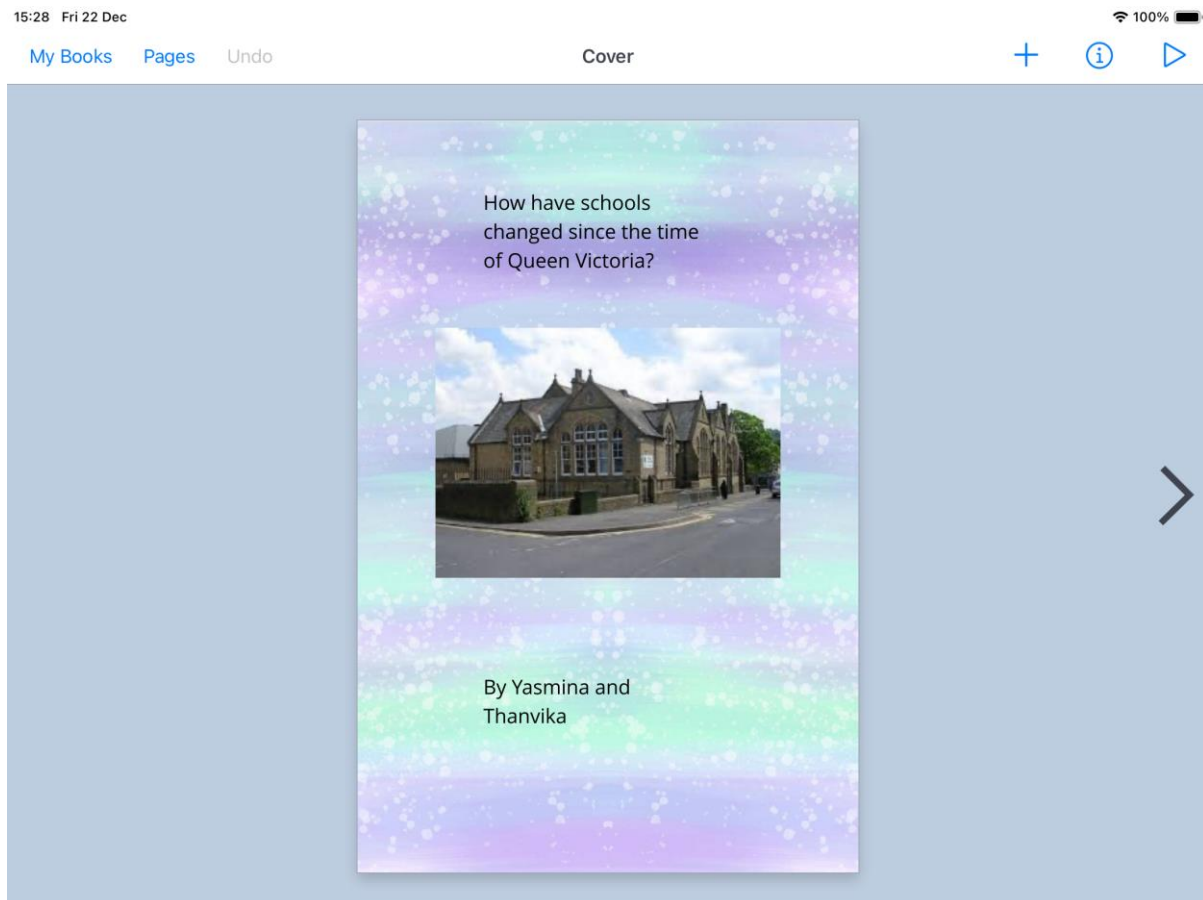 15:28 Fri 22 Dec 100%
My Books Pages Undo Cover
How have schools
changed since the time
of Queen Victoria?
By Yasmina and
Thanvika